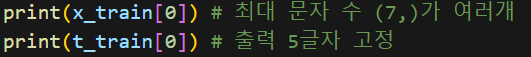 print(x_train[0]) # 최대 문자 수 (7,)가 여러개
print(t_train[0]) # 출력 5글자 고정